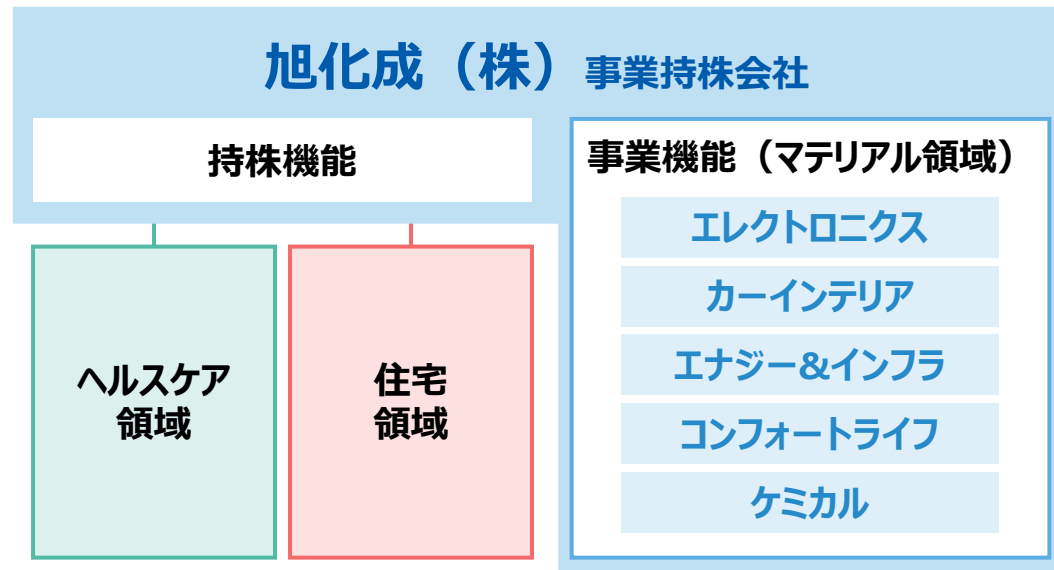 旭化成（株）事業持株会社
持株機能
ヘルスケア
領域
住宅
領域
事業機能（マテリアル領域）
エレクトロニクス
カーインテリア
エナジー&インフラ
コンフォートライフ
ケミカル